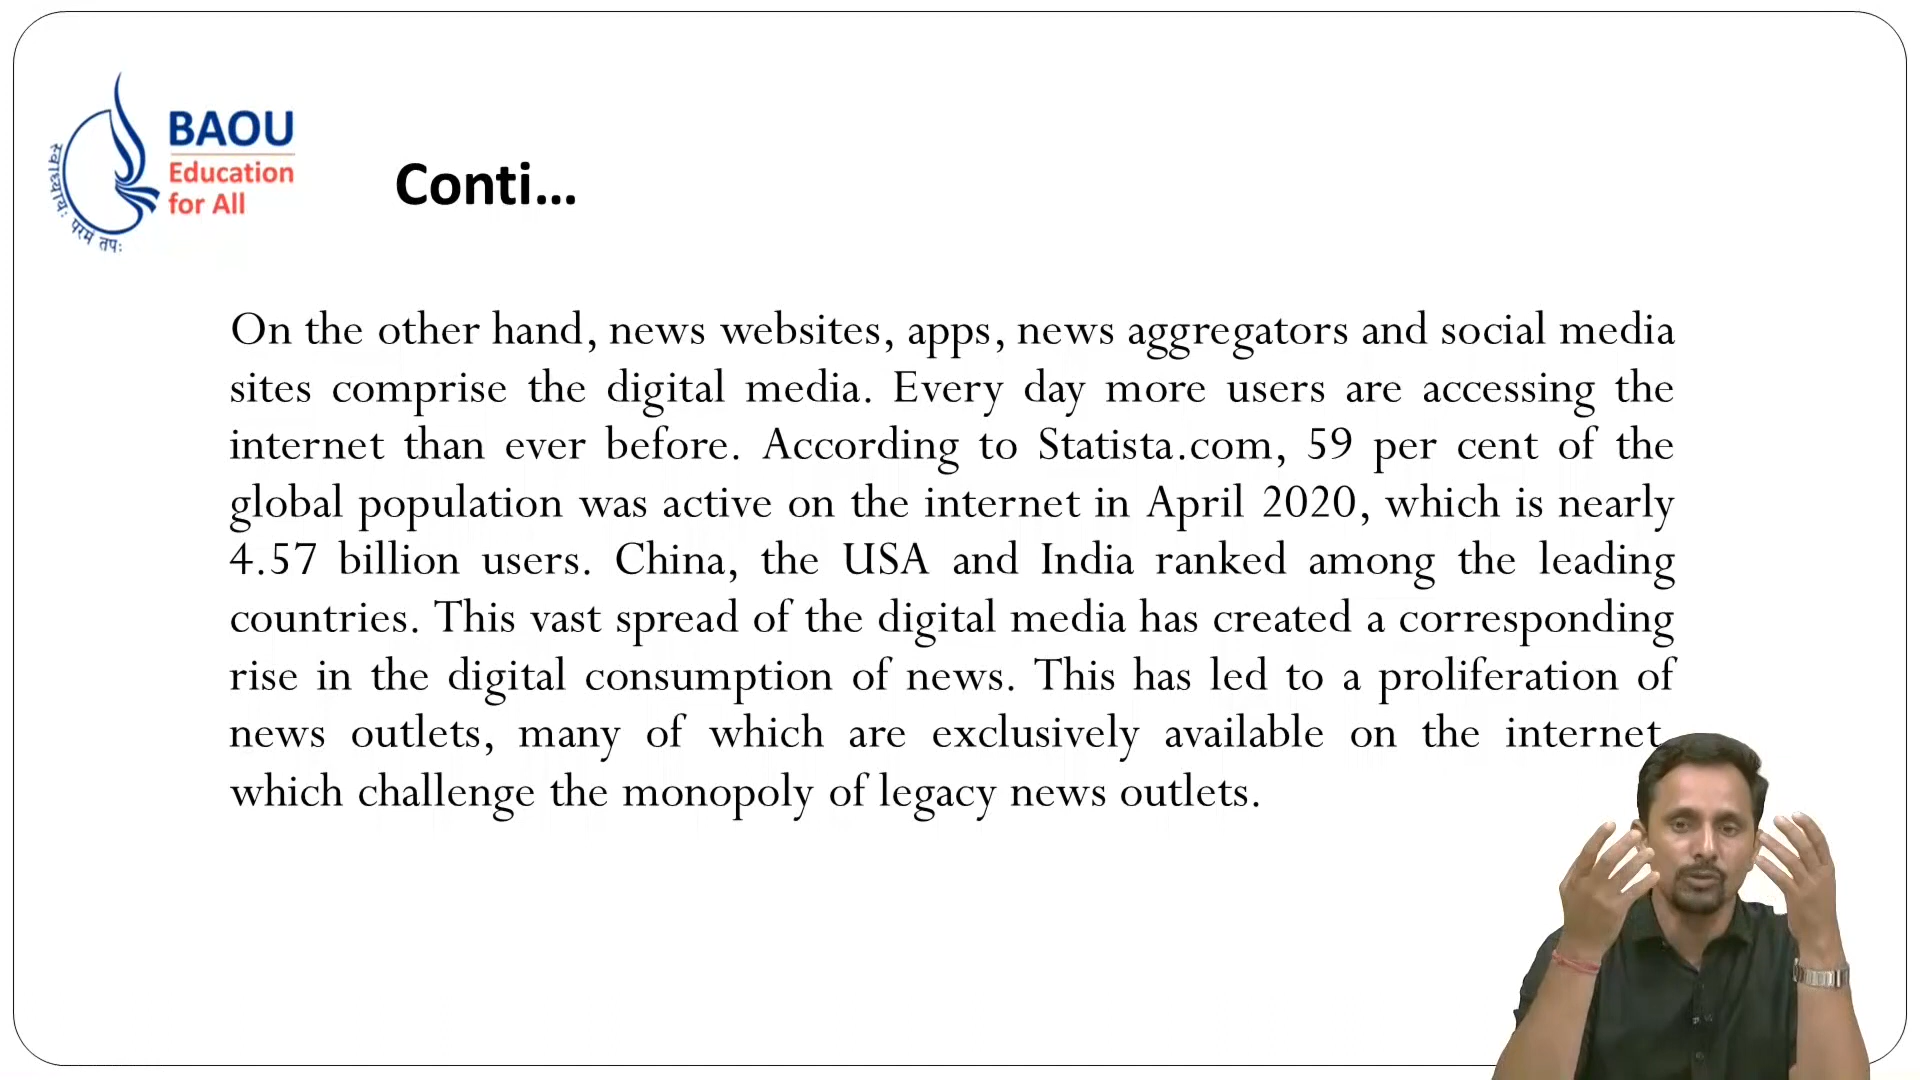 BAOU
Education
for All
स्वाध्यायः परमं तपः
Conti...
On the other hand, news websites, apps, news aggregators and social media
sites comprise the digital media. Every day more users are accessing the
internet than ever before. According to Statista.com, 59 per cent of the
global population was active on the internet in April 2020, which is nearly
4.57 billion users. China, the USA and India ranked among the leading
countries. This vast spread of the digital media has created a corresponding
rise in the digital consumption of news. This has led to a proliferation of
news outlets, many of which are exclusively available on the internet
which challenge the monopoly of legacy news outlets.